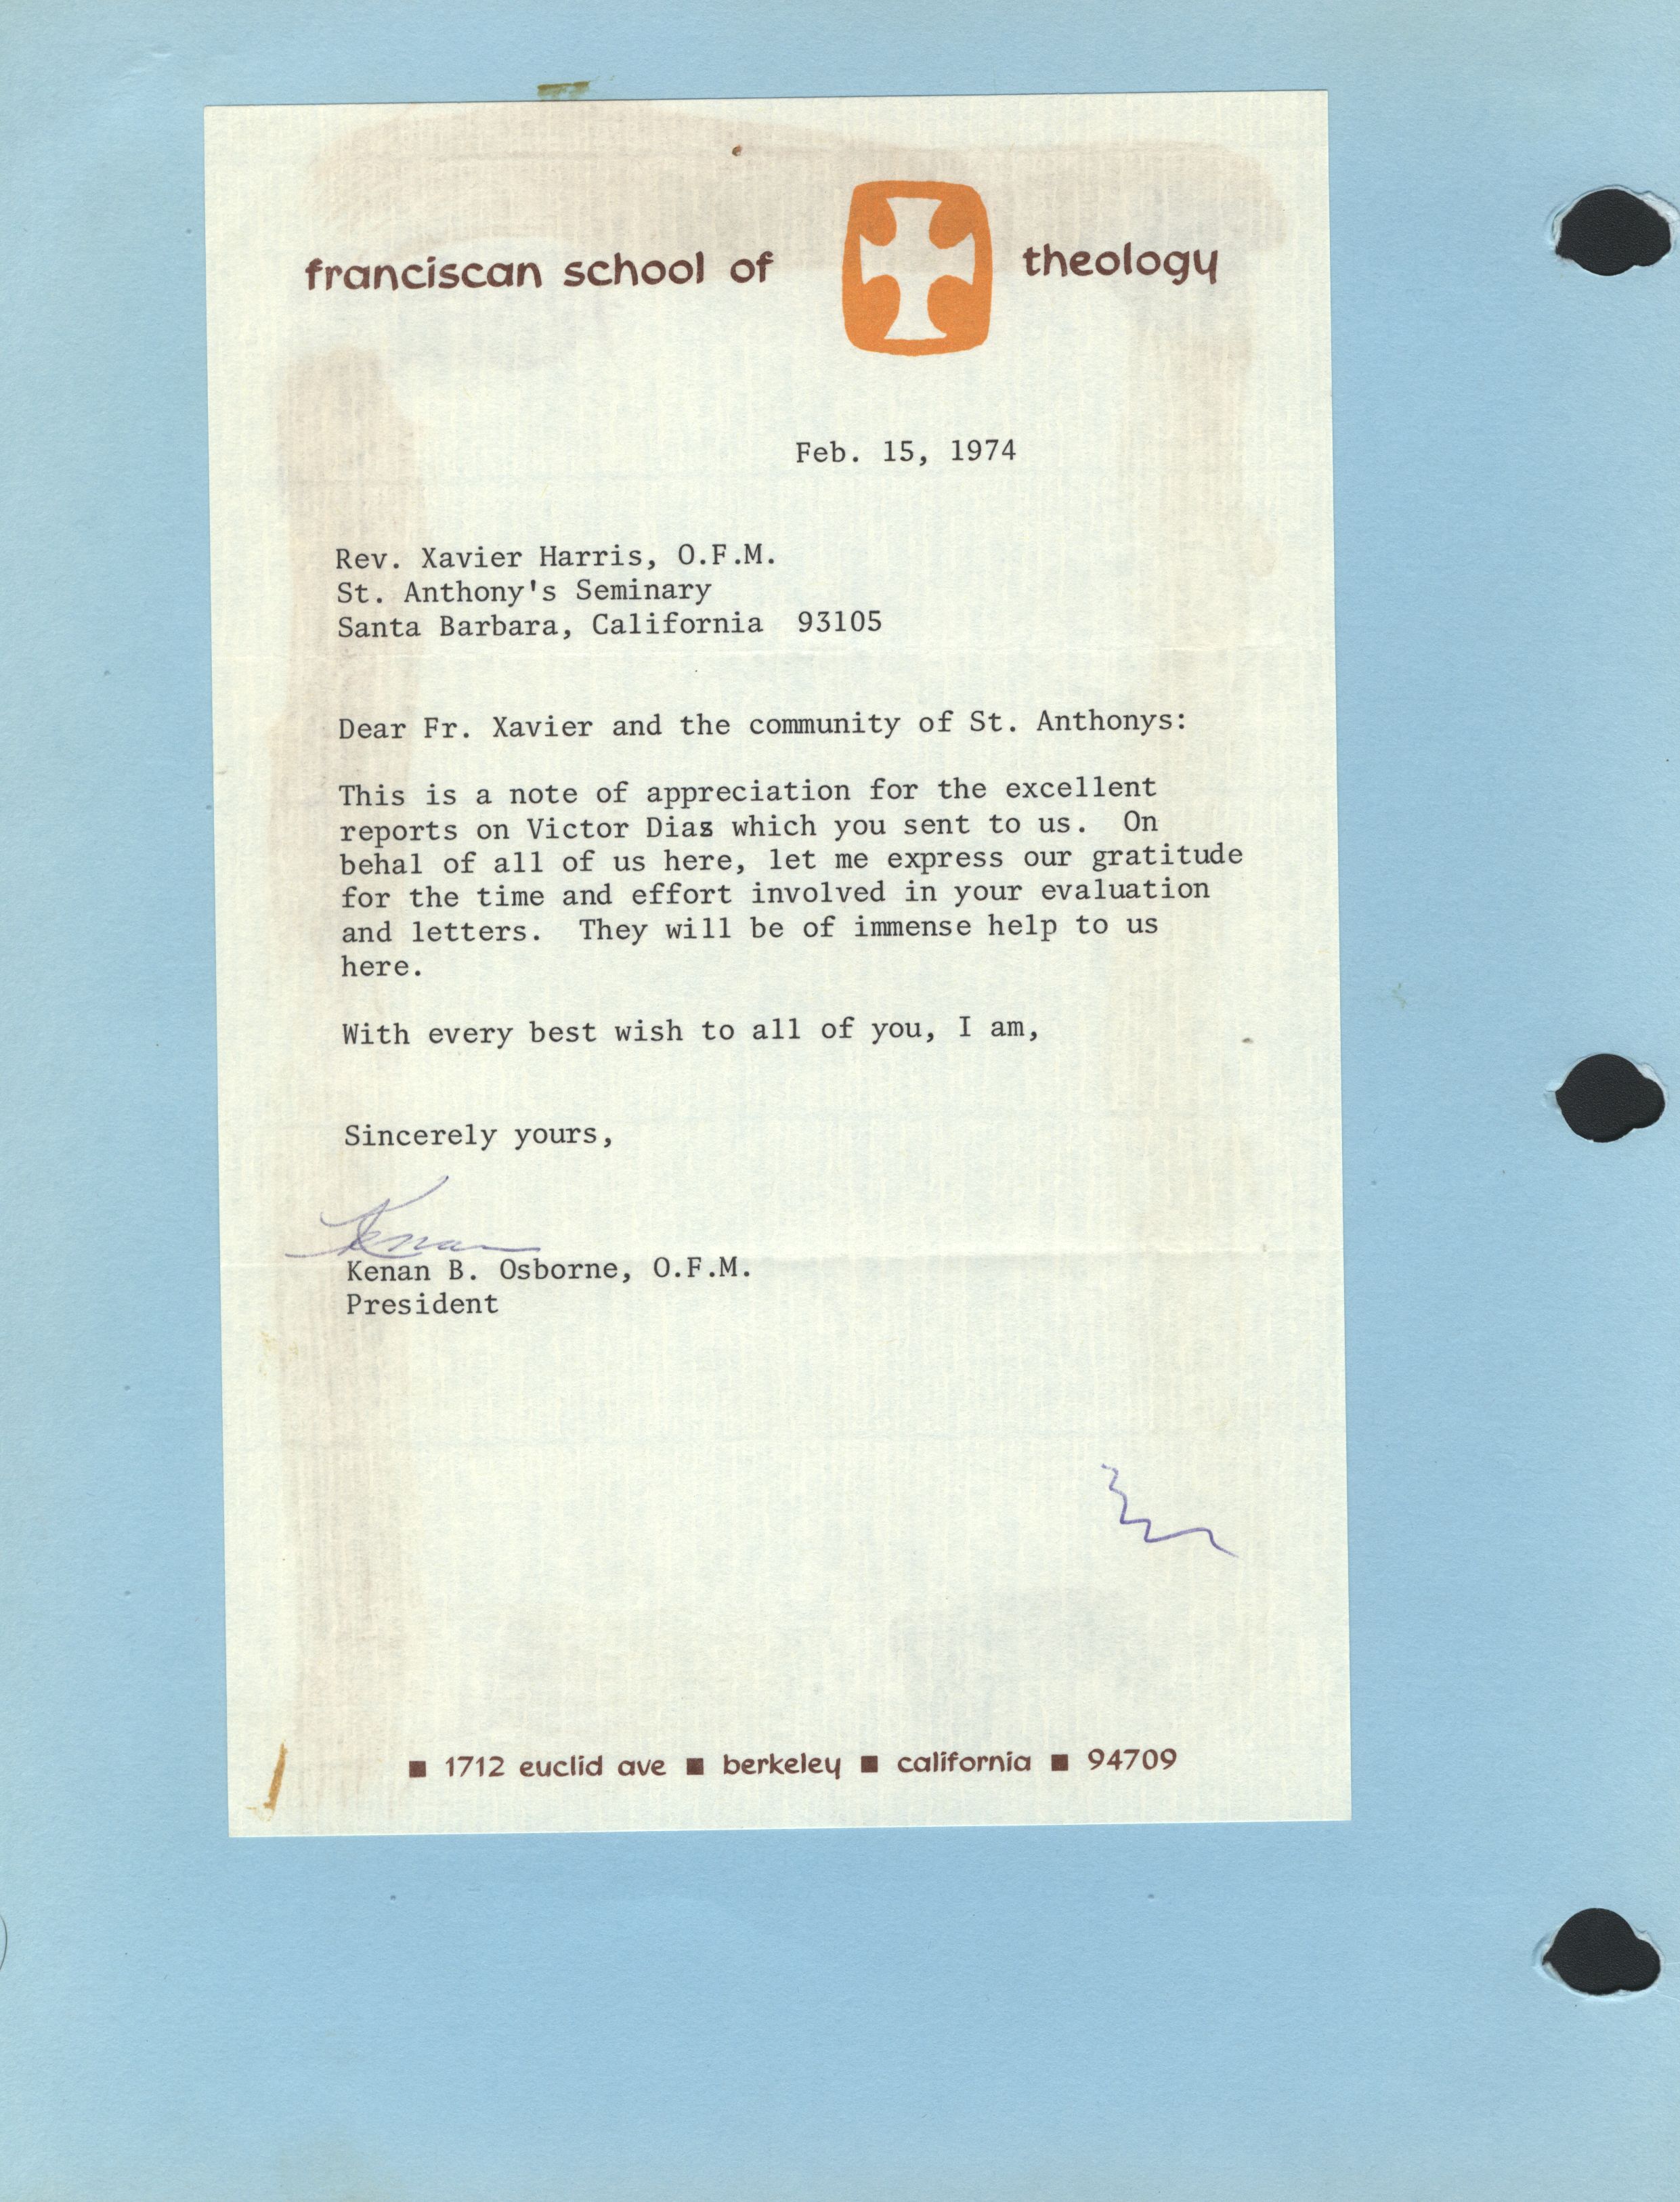 franciscan school of theology
Feb. 15, 1974
Rev. Xavier Harris, O.F.M.
St. Anthony's Seminary
Santa Barbara, California 93105
Dear Fr. Xavier and the community of St. Anthonys:
This is a note of appreciation for the excellent
reports on Victor Dias which you sent to us. On
behal of all of us here, let me express our gratitude
for the time and effort involved in your evaluation
and letters. They will be of immense help to us
here.
With every best wish to all of you, I am,
Sincerely yours,
Kenan
Kenan B. Osborne, O.F.M.
President
■ 1712 euclid ave ■ berkeley ■ california ■ 94709